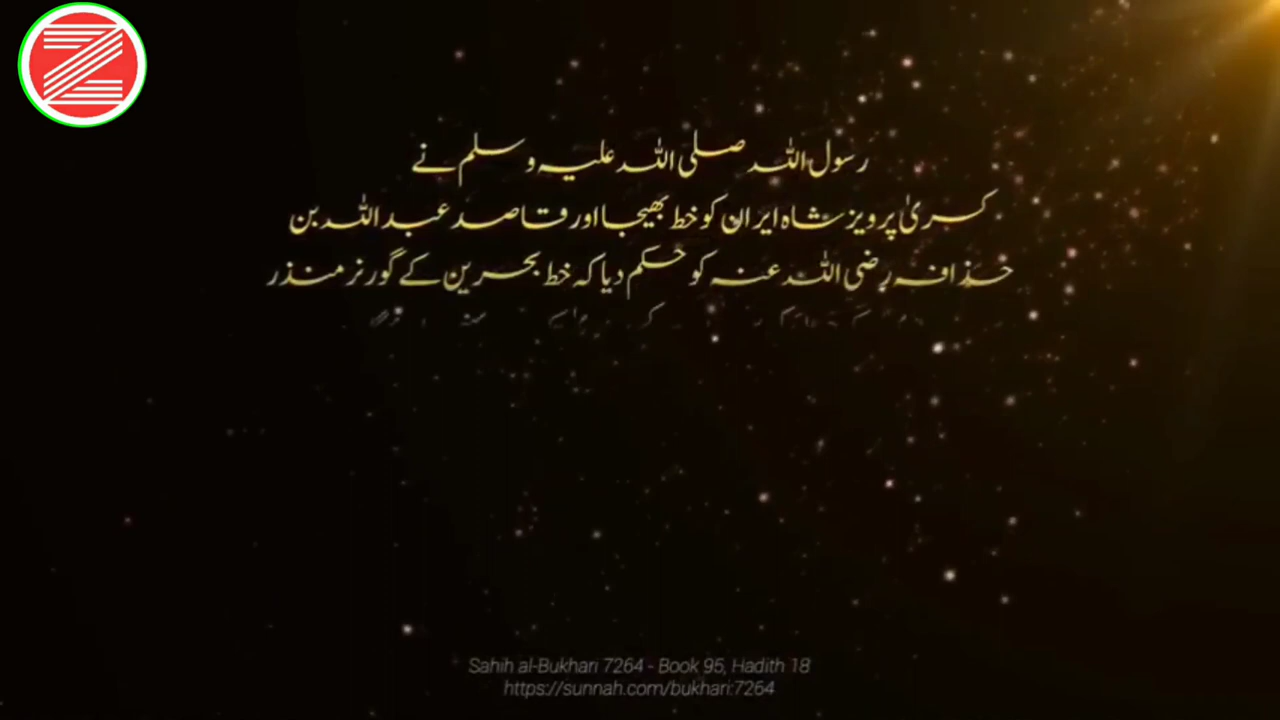 رسول اللہ صلی اللہ علیہ وسلم نے
کسریٰ پرویز شاہ ایران کو خط بھیجا اور قاصد عبد اللہ بن
حذافہ رضی اللہ عنہ کو حکم دیا کہ خط بحرین کے گورنر منذر
Sahih al-Bukhari 7264 - Book 95, Hadith 18
https://sunnah.com/bukhari:7264